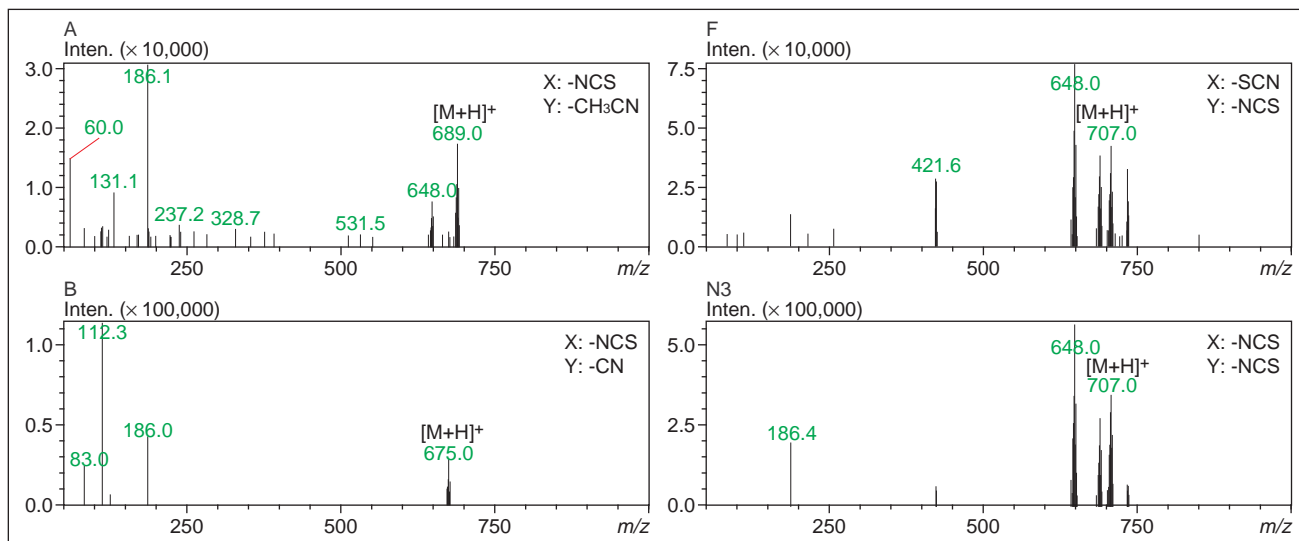 A
Inten. (× 10,000)
3.0
2.0
1.0
0.0
60.0
131.1
186.1
237.2
328.7
531.5
648.0
[M+H]+
689.0
X: -NCS
Y: -CH3CN
250
500
750
m/z
F
Inten. (× 10,000)
7.5
5.0
2.5
0.0
421.6
648.0
[M+H]+
707.0
X: -SCN
Y: -NCS
250
500
750
m/z
B
Inten. (× 100,000)
1.0
0.5
0.0
83.0
112.3
186.0
[M+H]+
675.0
X: -NCS
Y: -CN
250
500
750
m/z
N3
Inten. (× 100,000)
5.0
2.5
0.0
186.4
648.0
[M+H]+
707.0
X: -NCS
Y: -NCS
250
500
750
m/z